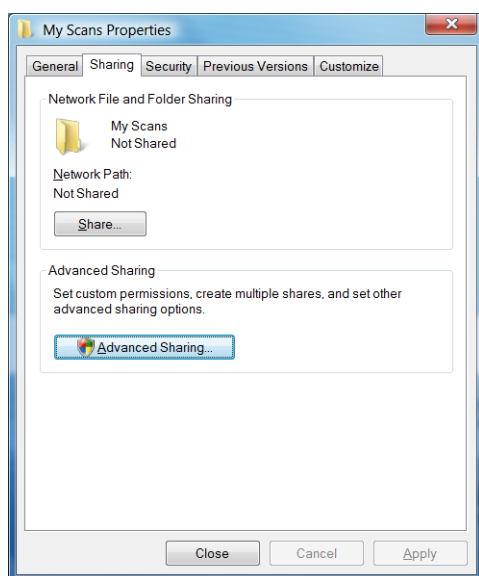 My Scans Properties
General Sharing Security Previous Versions Customize
Network File and Folder Sharing
My Scans
Not Shared
Network Path:
Not Shared
Share...
Advanced Sharing
Set custom permissions, create multiple shares, and set other
advanced sharing options.
Advanced Sharing...
Close Cancel Apply